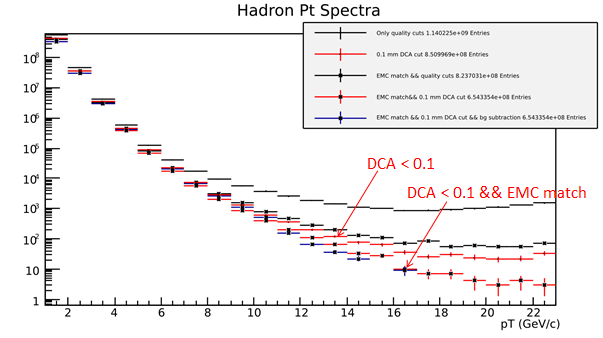 Hadron Pt Spectra
Only quality cuts 1.140225e+09 Entries
0.1 mm DCA cut 8.509969e+08 Entries
EMC match && quality cuts 8.237031e+08 Entries
EMC match&& 0.1 mm DCA cut 6.543354e+08 Entries
EMC match && 0.1 mm DCA cut && bg subtraction 6.543354e+08 Entries
DCA < 0.1
DCA < 0.1 && EMC match
10^8
10^7
10^6
10^5
10^4
10^3
10^2
10
1
2 4 6 8 10 12 14 16 18 20 22
pT (GeV/c)